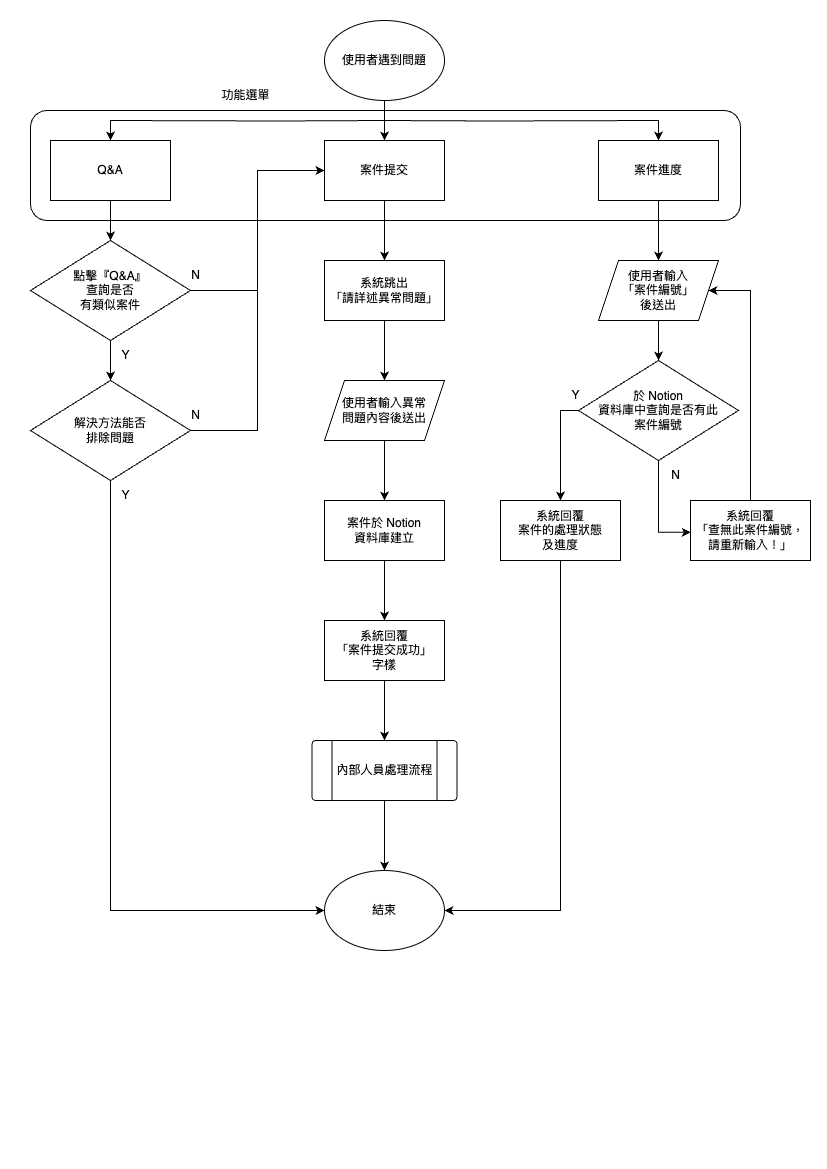 使用者遇到問題
功能選單
Q&A
案件提交
案件進度
點擊『Q&A』
查詢是否
有類似案件
N
Y
解決方法能否
排除問題
N
Y
系統跳出
「請詳述異常問題」
使用者輸入異常
問題內容後送出
案件於 Notion
資料庫建立
系統回覆
「案件提交成功」
字樣
內部人員處理流程
使用者輸入
「案件編號」
後送出
於 Notion
資料庫中查詢是否有此
案件編號
Y
N
系統回覆
案件的處理狀態
及進度
系統回覆
「查無此案件編號，
請重新輸入！」
結束